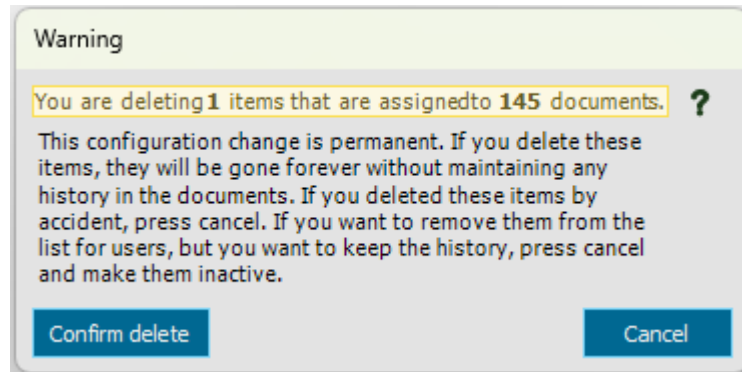 Warning
You are deleting 1 items that are assignedto 145 documents. ?
This configuration change is permanent. If you delete these
items, they will be gone forever without maintaining any
history in the documents. If you deleted these items by
accident, press cancel. If you want to remove them from the
list for users, but you want to keep the history, press cancel
and make them inactive.
Confirm delete Cancel